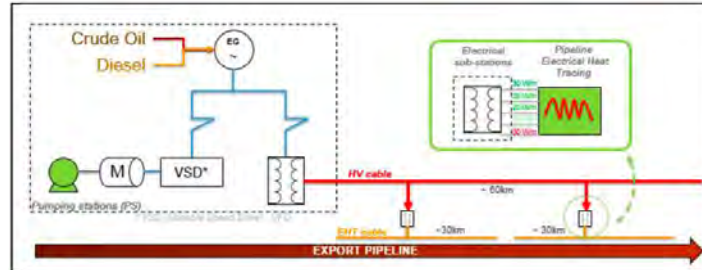 Crude Oil
Diesel
EG
~
M
VSD*
Pumping stations (PS)
Electrical
sub-stations
Pipeline
Electrical Heat
Tracing
HV cable
~ 60km
EHT cable
~30km
~ 30km
EXPORT PIPELINE